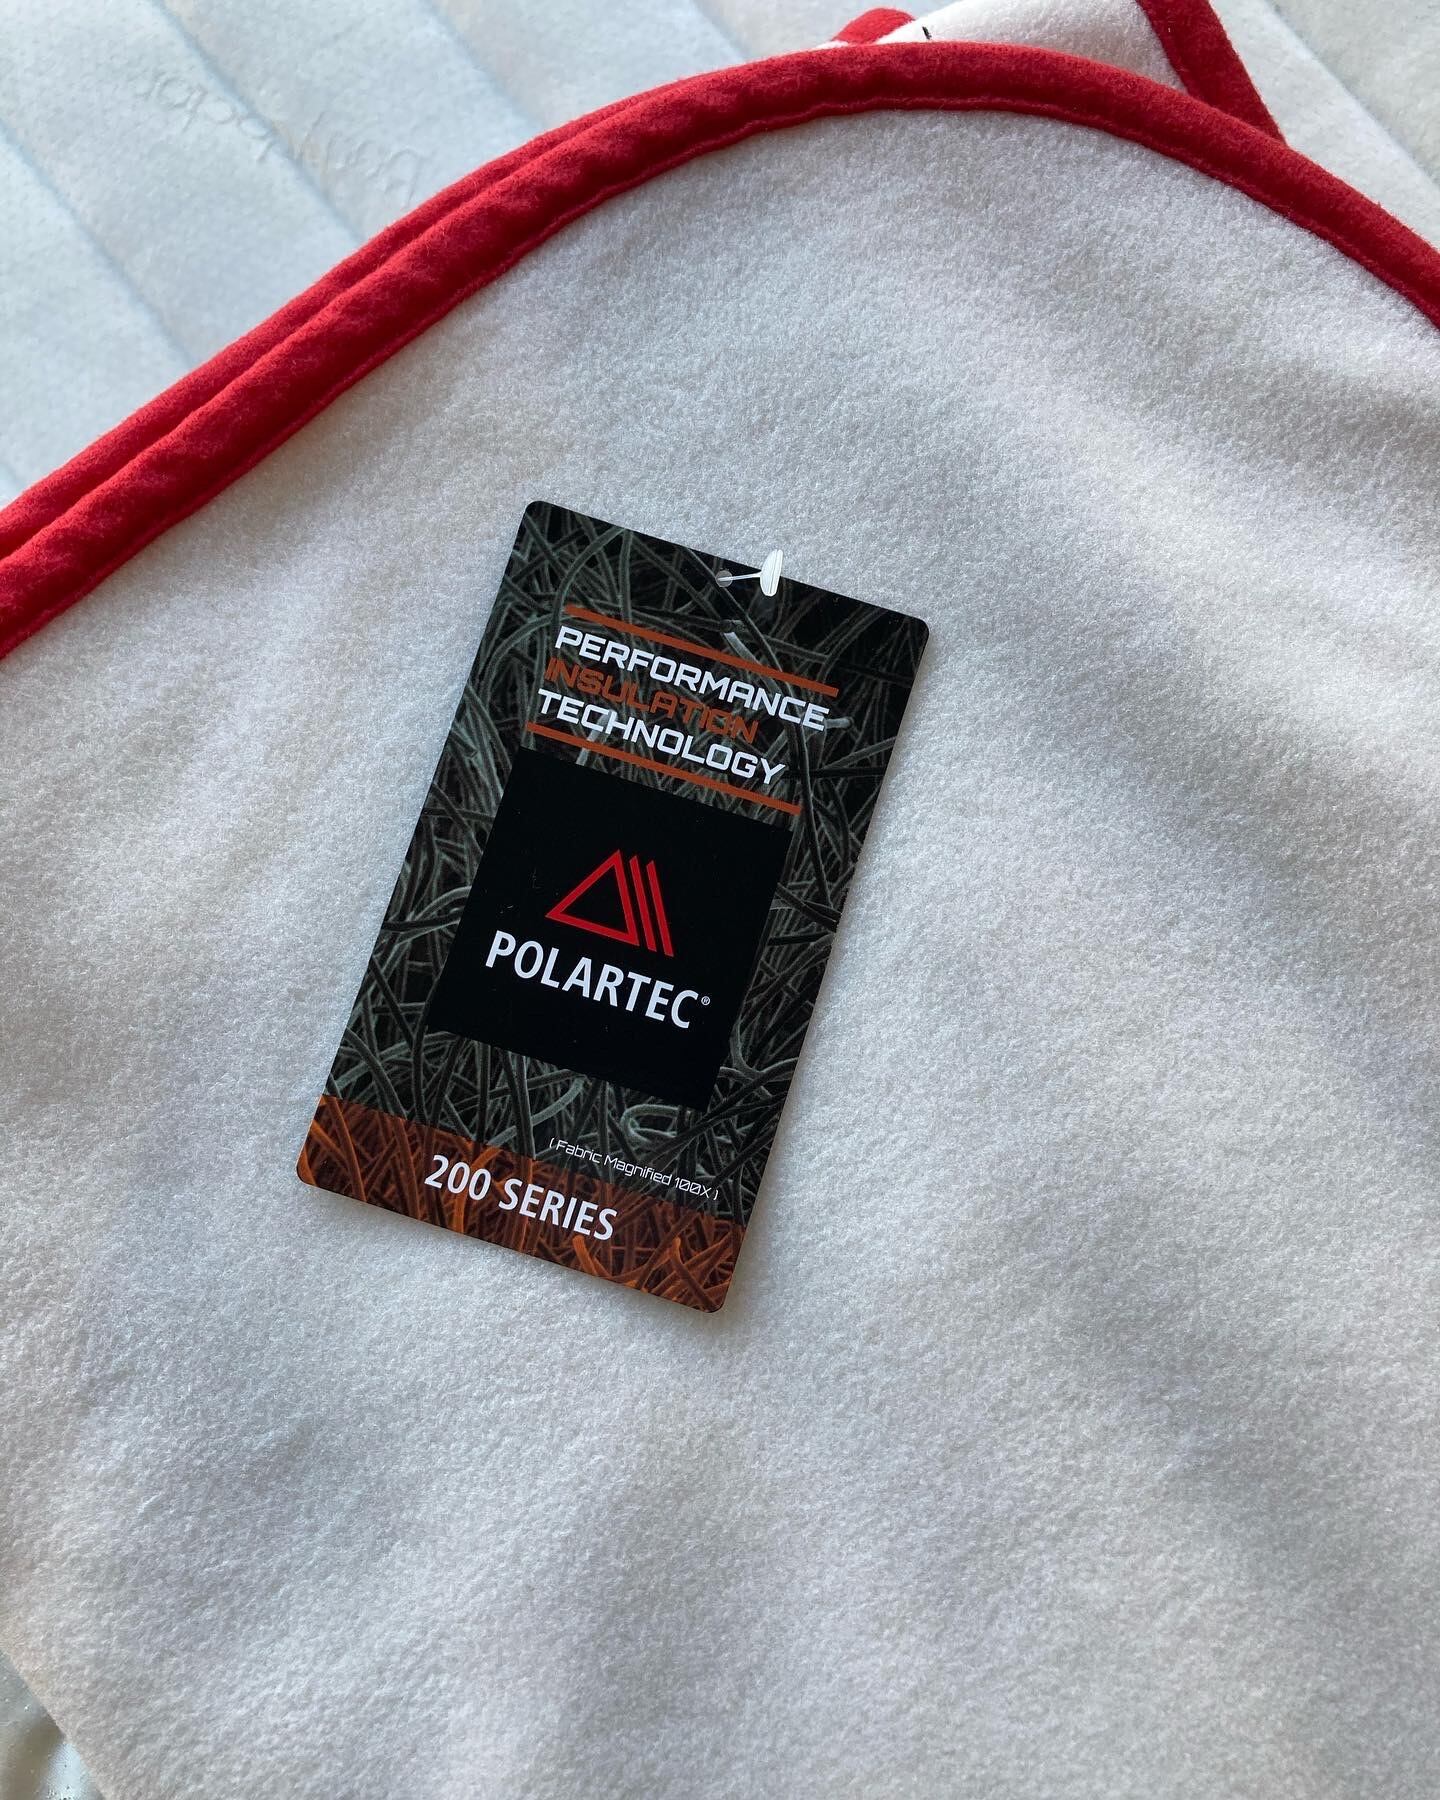 PERFORMANCE
INSULATION
TECHNOLOGY
POLARTEC®
( Fabric Magnified 100X )
200 SERIES